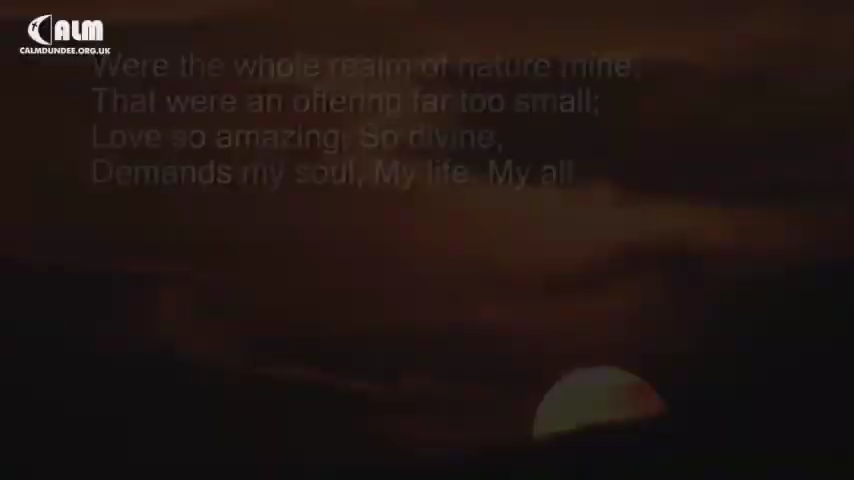 CALM
CALMDUNDEE.ORG.UK
Were the whole realm of nature mine,
That were an offering far too small;
Love so amazing, So divine,
Demands my soul, My life, My all.